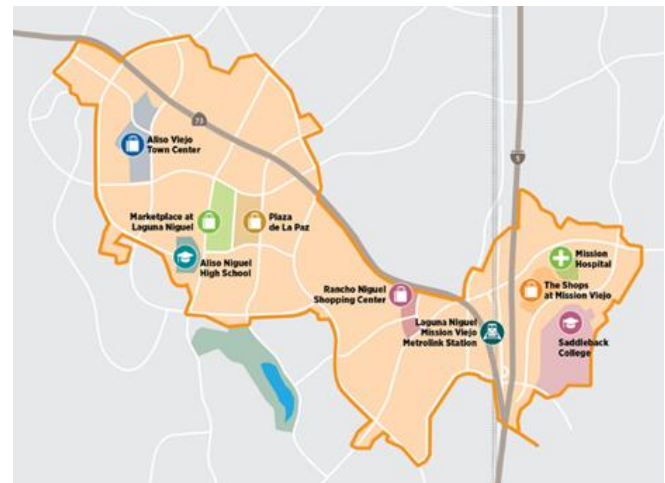 73
5
Aliso Viejo
Town Center
Marketplace at
Laguna Niguel
Plaza
de La Paz
Aliso Niguel
High School
Mission
Hospital
Rancho Niguel
Shopping Center
The Shops
at Mission Viejo
Laguna Niguel
Mission Viejo
Metrolink Station
Saddleback
College